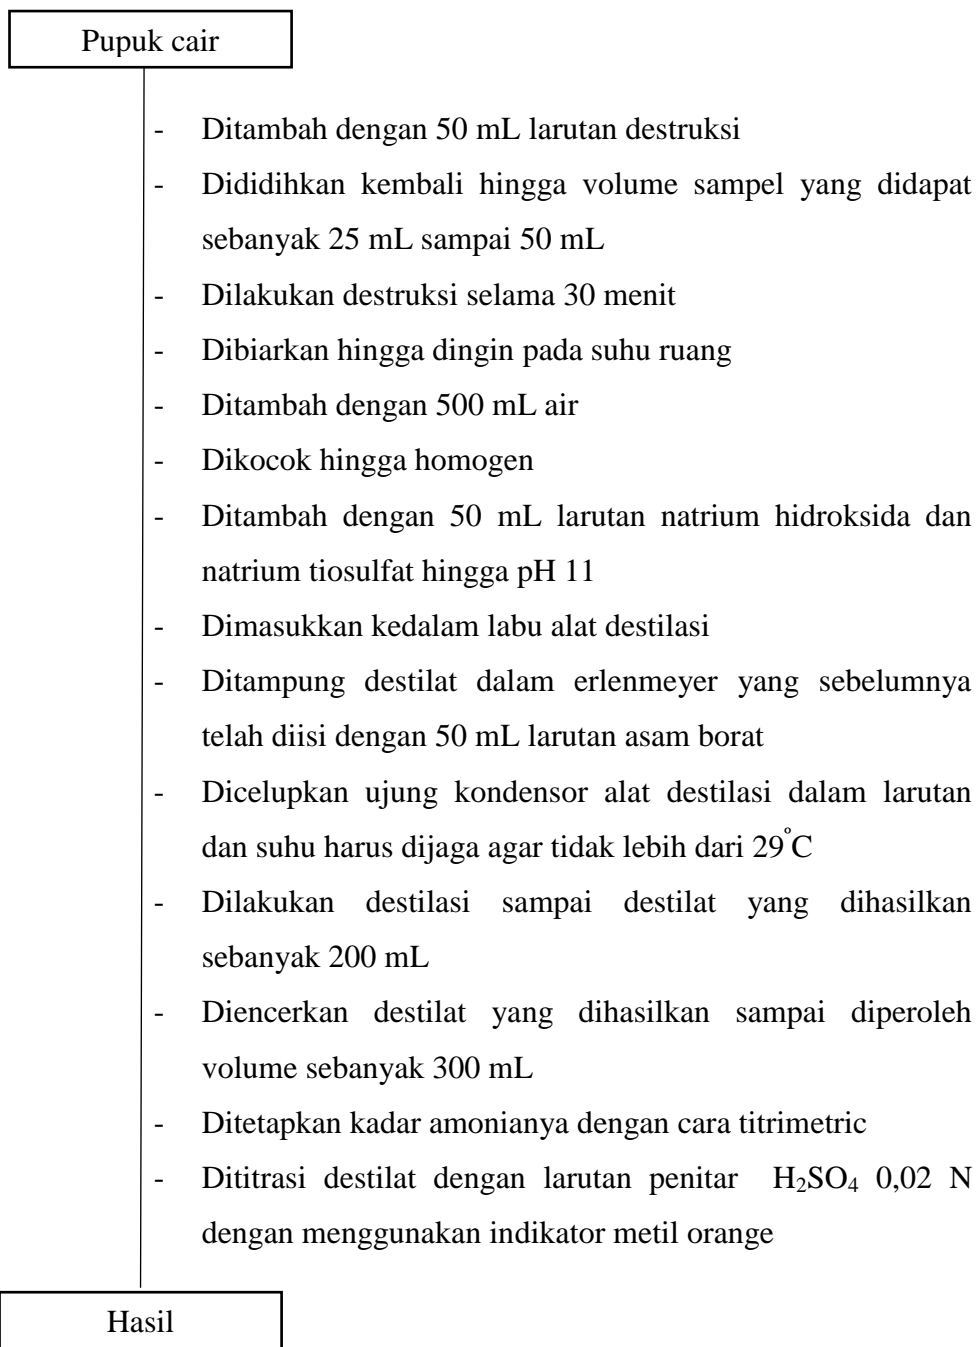 Pupuk cair
- Ditambah dengan 50 mL larutan destruksi
- Dididihkan kembali hingga volume sampel yang didapat
sebanyak 25 mL sampai 50 mL
- Dilakukan destruksi selama 30 menit
- Dibiarkan hingga dingin pada suhu ruang
- Ditambah dengan 500 mL air
- Dikocok hingga homogen
- Ditambah dengan 50 mL larutan natrium hidroksida dan
natrium tiosulfat hingga pH 11
- Dimasukkan kedalam labu alat destilasi
- Ditampung destilat dalam erlenmeyer yang sebelumnya
telah diisi dengan 50 mL larutan asam borat
- Dicelupkan ujung kondensor alat destilasi dalam larutan
dan suhu harus dijaga agar tidak lebih dari 29°C
- Dilakukan destilasi sampai destilat yang dihasilkan
sebanyak 200 mL
- Diencerkan destilat yang dihasilkan sampai diperoleh
volume sebanyak 300 mL
- Ditetapkan kadar amonianya dengan cara titrimetric
- Dititrasi destilat dengan larutan penitar H₂SO₄ 0,02 N
dengan menggunakan indikator metil orange
Hasil